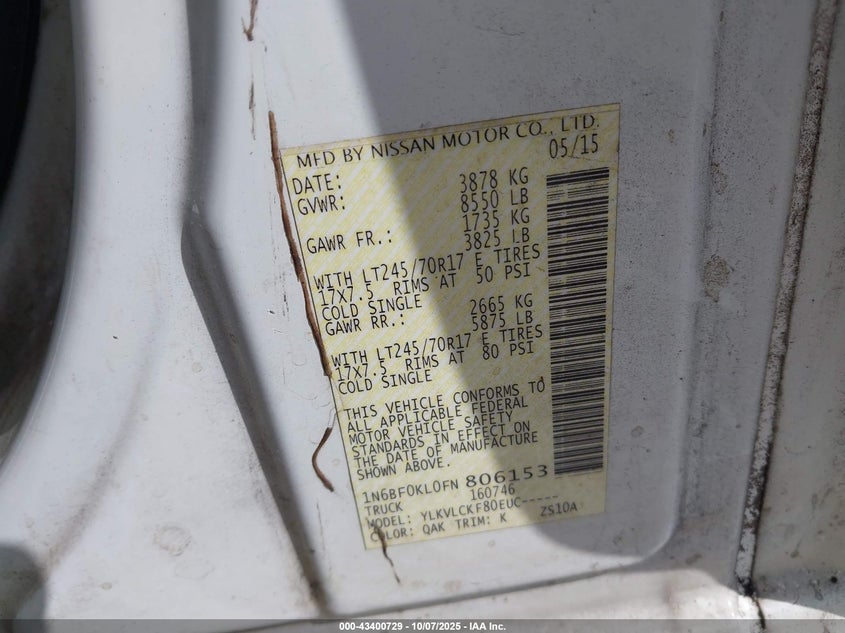 MFD BY NISSAN MOTOR CO., LTD.
DATE: 05/15
GVWR: 3878 KG
8550 LB
GAWR FR.: 1735 KG
3825 LB
WITH LT245/70R17 E TIRES
17X7.5 RIMS AT 50 PSI
COLD SINGLE
GAWR RR.: 2665 KG
5875 LB
WITH LT245/70R17 E TIRES
17X7.5 RIMS AT 80 PSI
COLD SINGLE
THIS VEHICLE CONFORMS TO
ALL APPLICABLE FEDERAL
MOTOR VEHICLE SAFETY
STANDARDS IN EFFECT ON
THE DATE OF MANUFACTURE
SHOWN ABOVE.
1N6BF0KL0FN 806153
TRUCK 160746
MODEL: YLKVLCKF80EUC-----
COLOR: QAK TRIM: K ZS10A
000-43400729 - 10/07/2025 - IAA Inc.